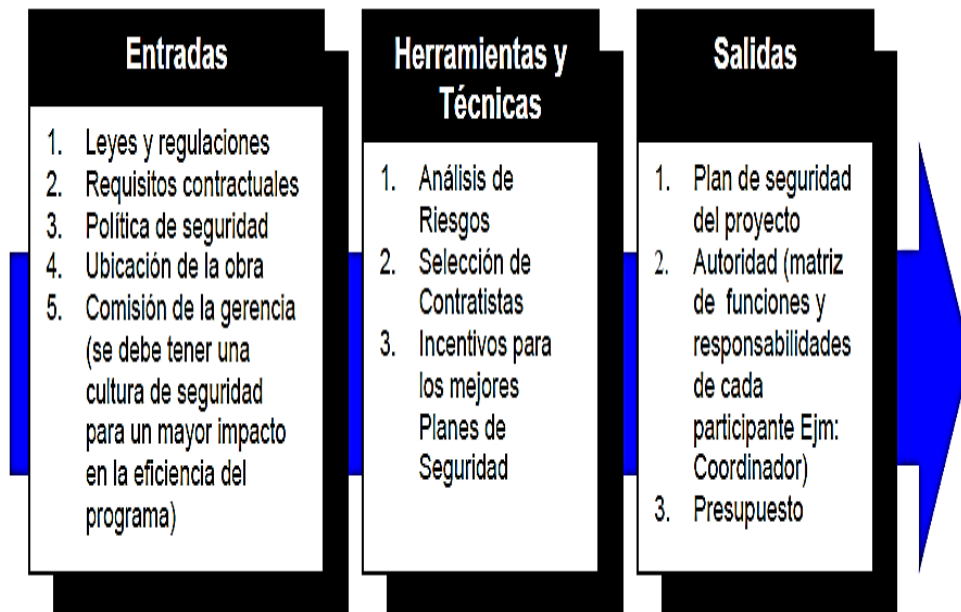 Entradas
1. Leyes y regulaciones
2. Requisitos contractuales
3. Política de seguridad
4. Ubicación de la obra
5. Comisión de la gerencia
(se debe tener una
cultura de seguridad
para un mayor impacto
en la eficiencia del
programa)
Herramientas y
Técnicas
1. Análisis de
Riesgos
2. Selección de
Contratistas
3. Incentivos para
los mejores
Planes de
Seguridad
Salidas
1. Plan de seguridad
del proyecto
2. Autoridad (matriz
de funciones y
responsabilidades
de cada
participante Ejm:
Coordinador)
3. Presupuesto